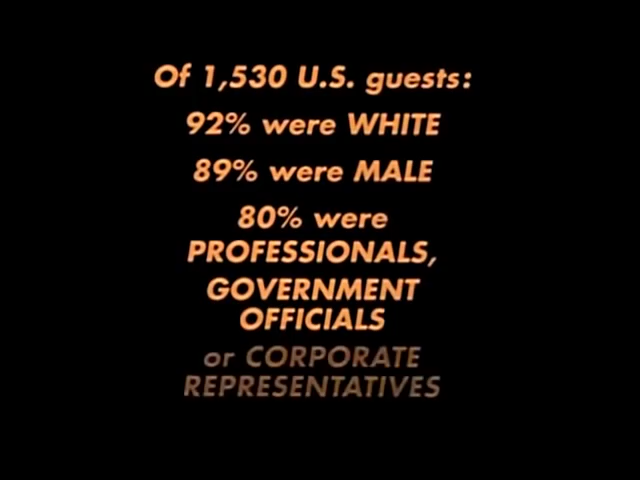 Of 1,530 U.S. guests:
92% were WHITE
89% were MALE
80% were
PROFESSIONALS,
GOVERNMENT
OFFICIALS
or CORPORATE
REPRESENTATIVES